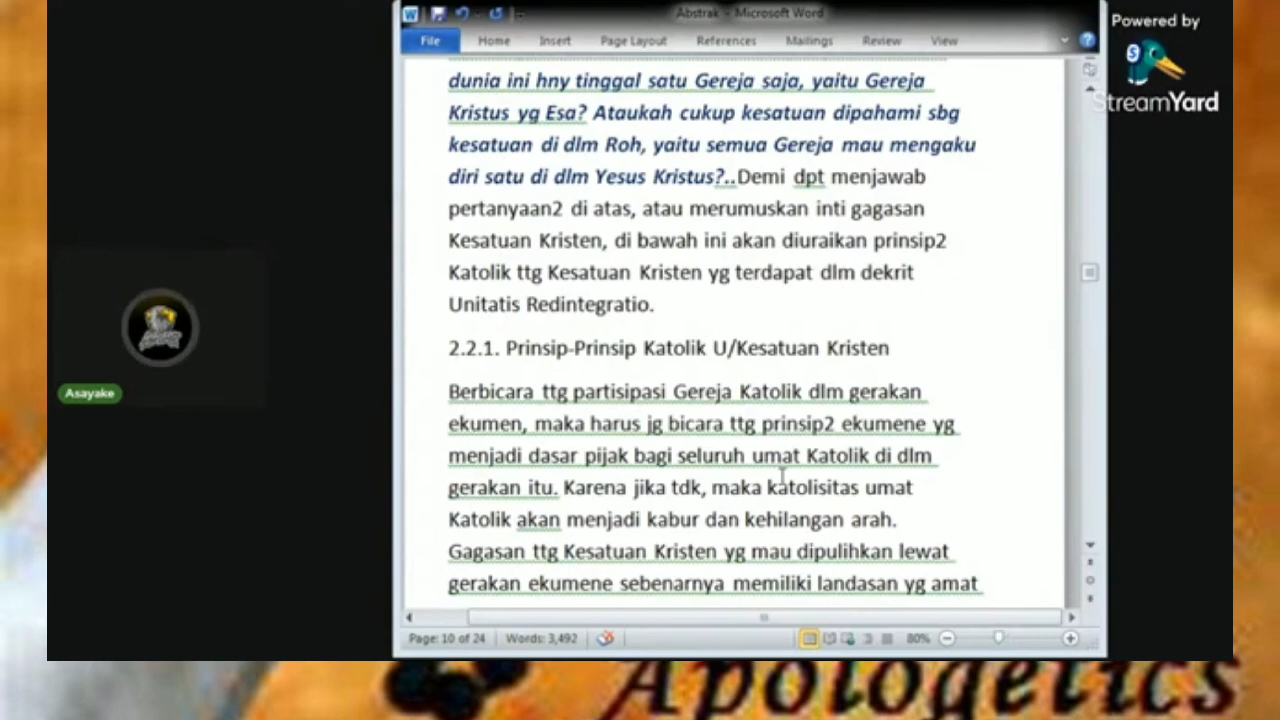 Abstrak - Microsoft Word
Powered by
StreamYard
File Home Insert Page Layout References Mailings Review View
dunia ini hny tinggal satu Gereja saja, yaitu Gereja
Kristus yg Esa? Ataukah cukup kesatuan dipahami sbg
kesatuan di dlm Roh, yaitu semua Gereja mau mengaku
diri satu di dlm Yesus Kristus?..Demi dpt menjawab
pertanyaan2 di atas, atau merumuskan inti gagasan
Kesatuan Kristen, di bawah ini akan diuraikan prinsip2
Katolik ttg Kesatuan Kristen yg terdapat dlm dekrit
Unitatis Redintegratio.
2.2.1. Prinsip-Prinsip Katolik U/Kesatuan Kristen
Berbicara ttg partisipasi Gereja Katolik dlm gerakan
ekumen, maka harus jg bicara ttg prinsip2 ekumene yg
menjadi dasar pijak bagi seluruh umat Katolik di dlm
gerakan itu. Karena jika tdk, maka katolisitas umat
Katolik akan menjadi kabur dan kehilangan arah.
Gagasan ttg Kesatuan Kristen yg mau dipulihkan lewat
gerakan ekumene sebenarnya memiliki landasan yg amat
Asayake
Page: 10 of 24 Words: 3,492 80%
Apologetics